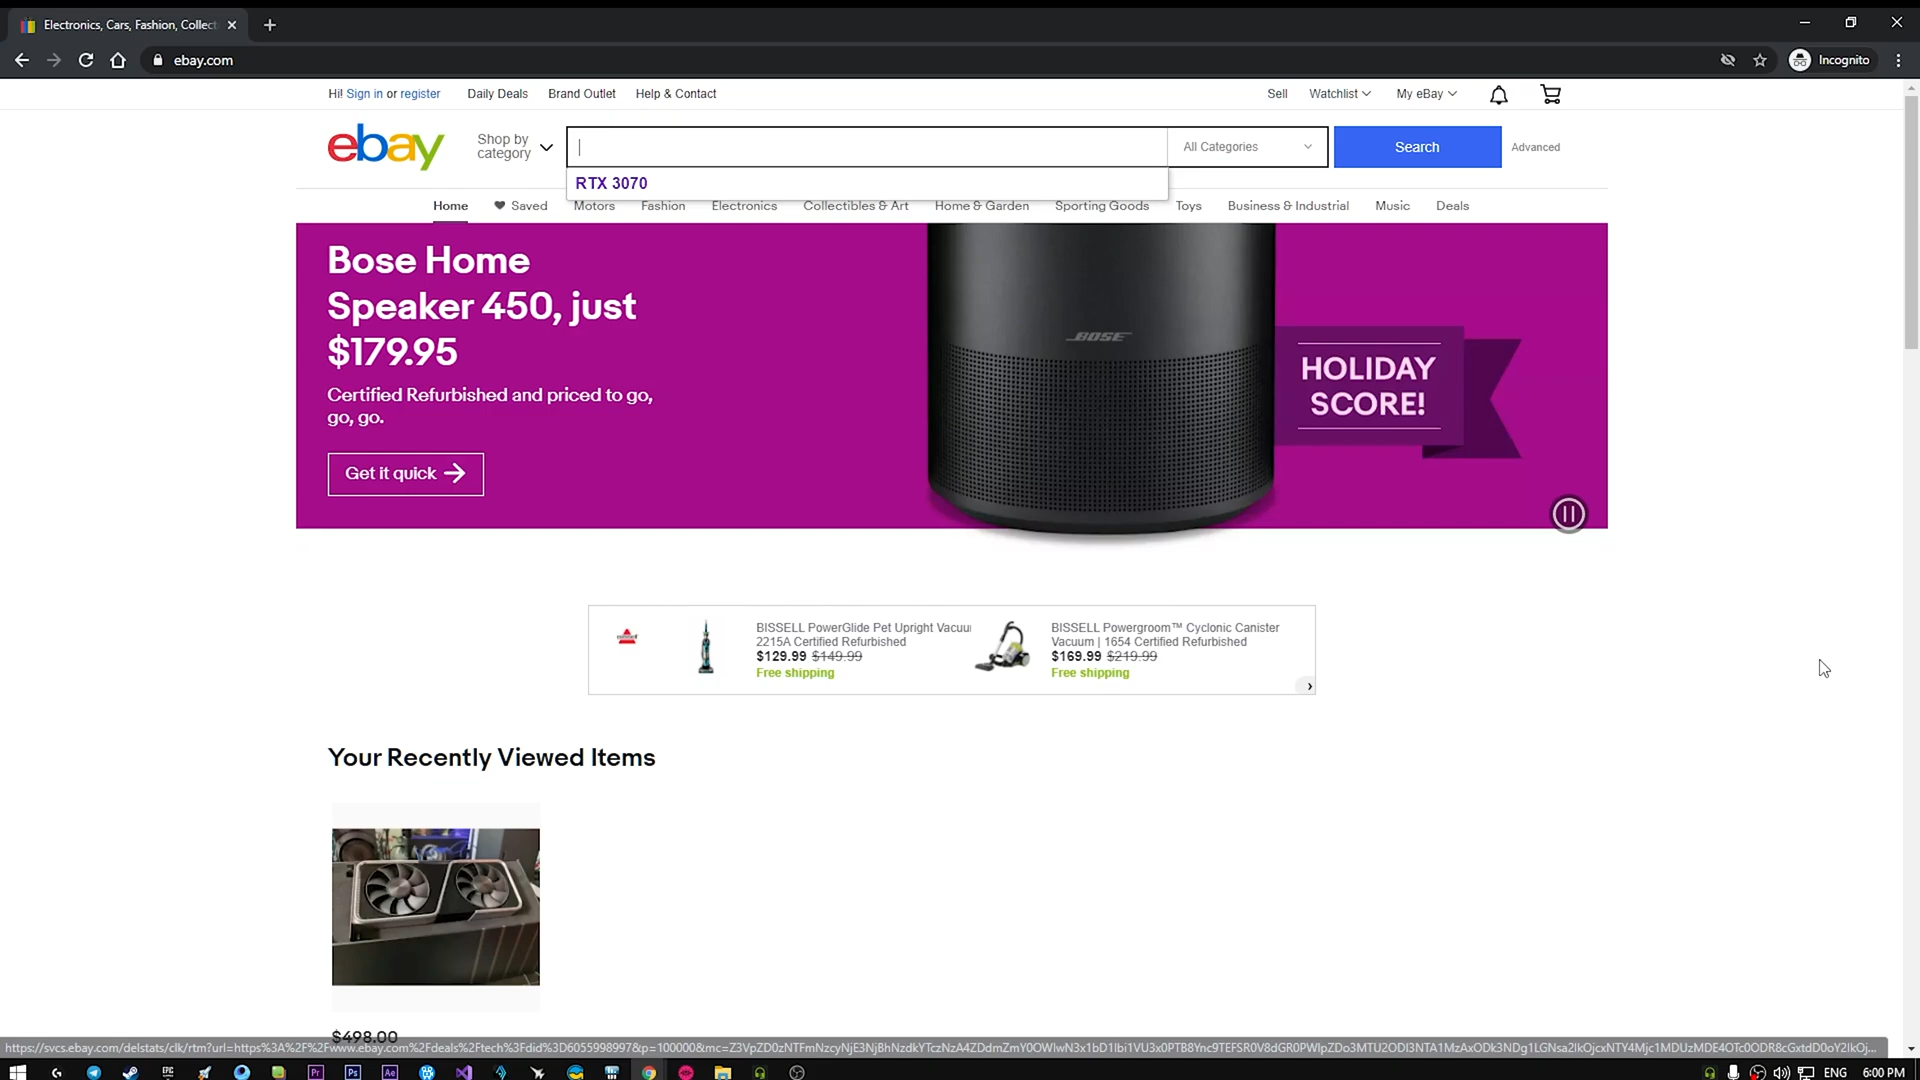 Electronics, Cars, Fashion, Collect
ebay.com
Incognito
Hi! Sign in or register
Daily Deals
Brand Outlet
Help & Contact
Sell
Watchlist
My eBay
ebay
Shop by
category
All Categories
Search
Advanced
RTX 3070
Home
Saved
Motors
Fashion
Electronics
Collectibles & Art
Home & Garden
Sporting Goods
Toys
Business & Industrial
Music
Deals
Bose Home
Speaker 450, just
$179.95
Certified Refurbished and priced to go,
go, go.
Get it quick
BOSE
HOLIDAY
SCORE!
BISSELL PowerGlide Pet Upright Vacuu
2215A Certified Refurbished
$129.99 $149.99
Free shipping
BISSELL Powergroom™ Cyclonic Canister
Vacuum | 1654 Certified Refurbished
$169.99 $219.99
Free shipping
Your Recently Viewed Items
$498.00
ENG
6:00 PM